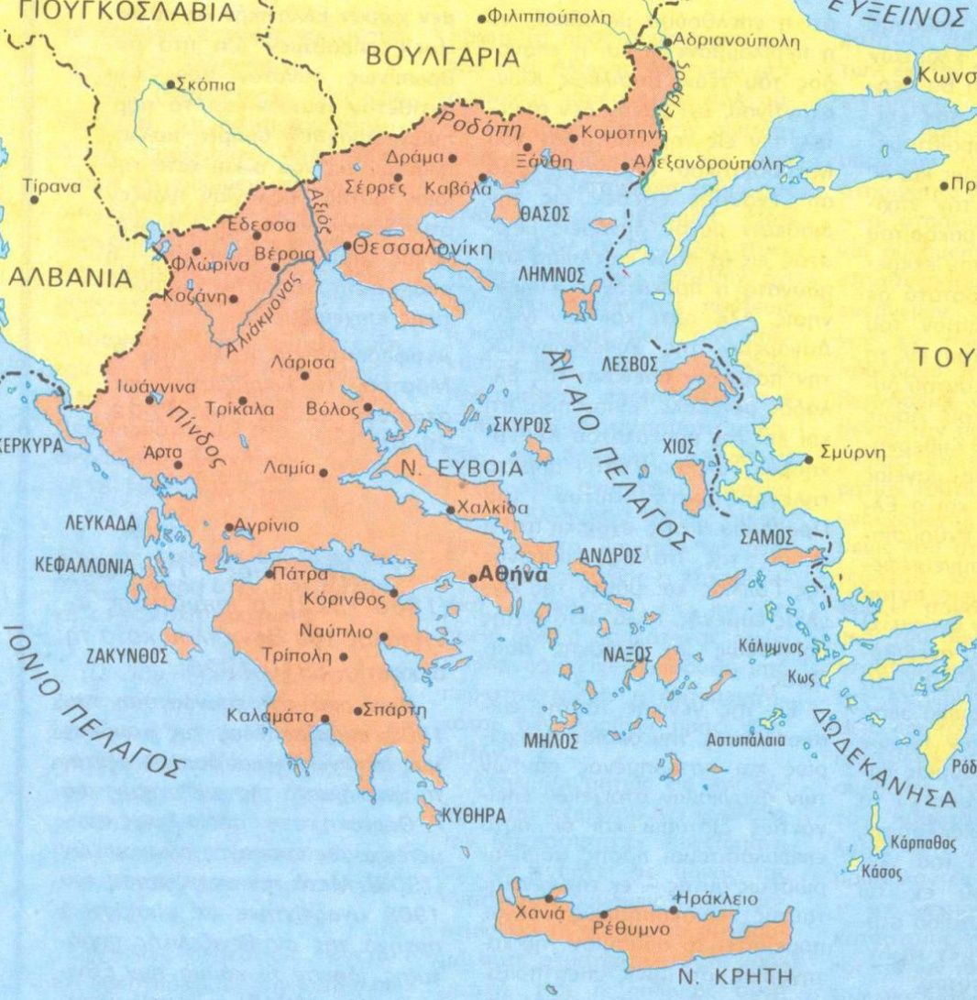 ΓΙΟΥΓΚΟΣΛΑΒΙΑ
Φιλιππούπολη
ΕΥΞΕΙΝΟΣ
Αδριανούπολη
ΒΟΥΛΓΑΡΙΑ
Σκόπια
Κωνσ
Έβρος
Ροδόπη
Κομοτηνή
Δράμα
Ξάνθη
Αλεξανδρούπολη
Σέρρες
Καβάλα
Τίρανα
Πρ
Αξιός
ΘΑΣΟΣ
Έδεσσα
Θεσσαλονίκη
Φλώρινα
Βέροια
ΑΛΒΑΝΙΑ
ΛΗΜΝΟΣ
Κοζάνη
Αλιάκμονας
ΤΟΥ
Λάρισα
ΛΕΣΒΟΣ
Ιωάννινα
Τρίκαλα
Βόλος
ΑΙΓΑΙΟ ΠΕΛΑΓΟΣ
Πίνδος
ΣΚΥΡΟΣ
ΚΕΡΚΥΡΑ
Άρτα
ΧΙΟΣ
Σμύρνη
Λαμία
Ν. ΕΥΒΟΙΑ
Χαλκίδα
ΛΕΥΚΑΔΑ
Αγρίνιο
ΣΑΜΟΣ
ΚΕΦΑΛΛΟΝΙΑ
ΑΝΔΡΟΣ
Πάτρα
Αθήνα
Κόρινθος
Ναύπλιο
ΖΑΚΥΝΘΟΣ
Τρίπολη
ΝΑΞΟΣ
Κάλυμνος
Κως
ΙΟΝΙΟ ΠΕΛΑΓΟΣ
Καλαμάτα
Σπάρτη
ΜΗΛΟΣ
Αστυπάλαια
ΔΩΔΕΚΑΝΗΣΑ
Ρόδ
ΚΥΘΗΡΑ
Κάρπαθος
Κάσος
Χανιά
Ηράκλειο
Ρέθυμνο
Ν. ΚΡΗΤΗ